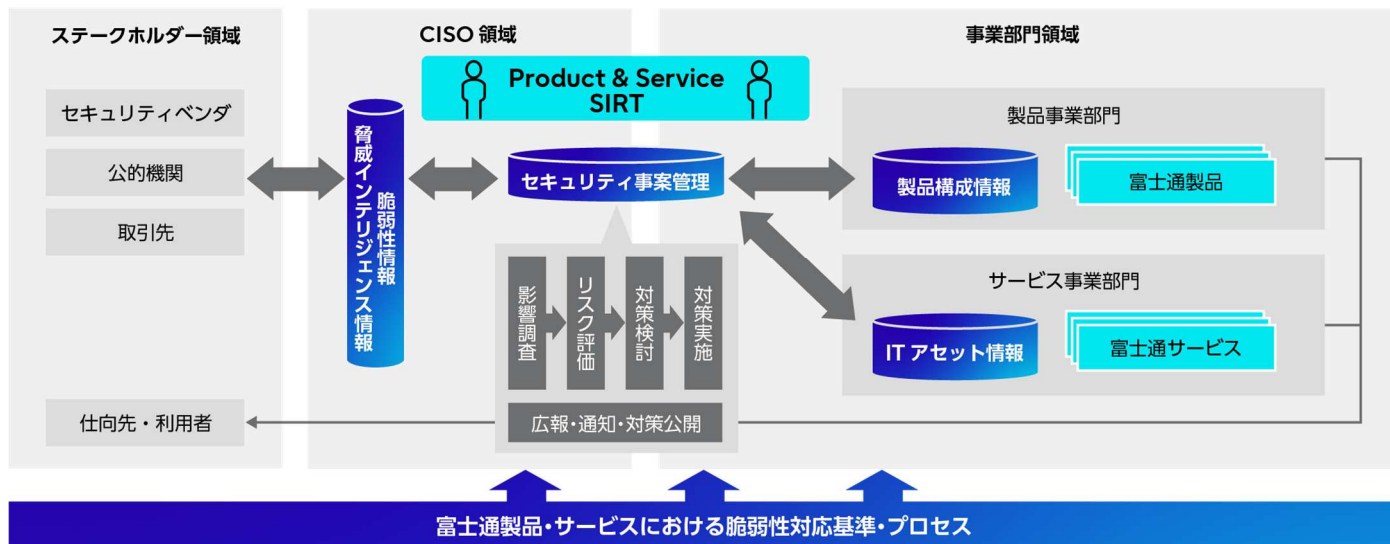 ステークホルダー領域
セキュリティベンダ
公的機関
取引先
仕向先・利用者
CISO 領域
Product & Service
SIRT
脆弱性情報
脅威インテリジェンス情報
セキュリティ事案管理
影響調査
リスク評価
対策検討
対策実施
広報・通知・対策公開
事業部門領域
製品事業部門
製品構成情報
富士通製品
サービス事業部門
IT アセット情報
富士通サービス
富士通製品・サービスにおける脆弱性対応基準・プロセス